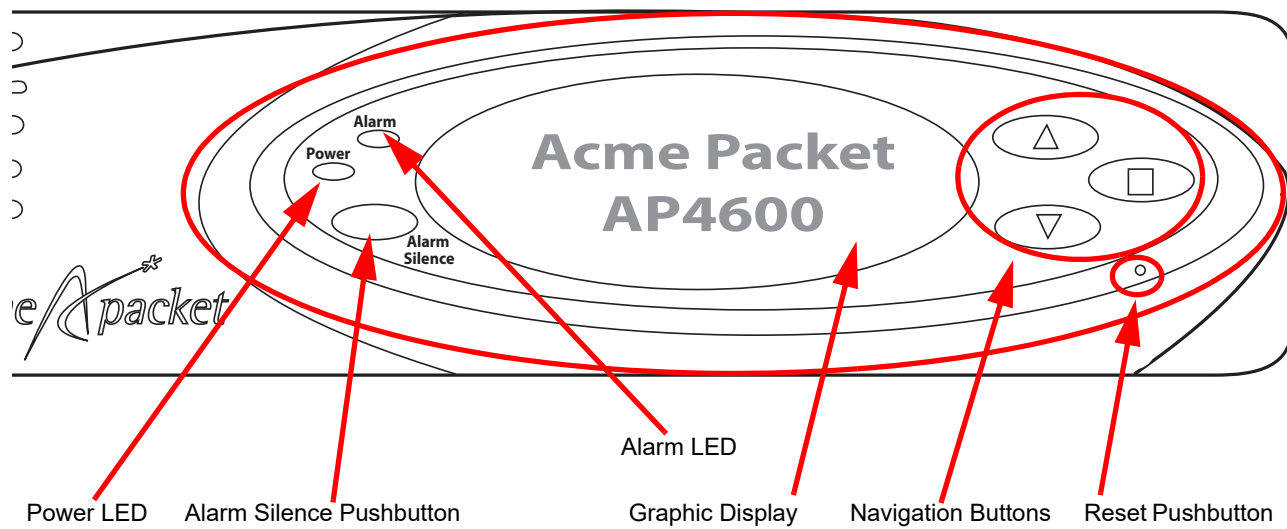 Alarm
Power
Acme Packet
AP4600
Alarm
Silence
packet
Alarm LED
Power LED
Alarm Silence Pushbutton
Graphic Display
Navigation Buttons
Reset Pushbutton